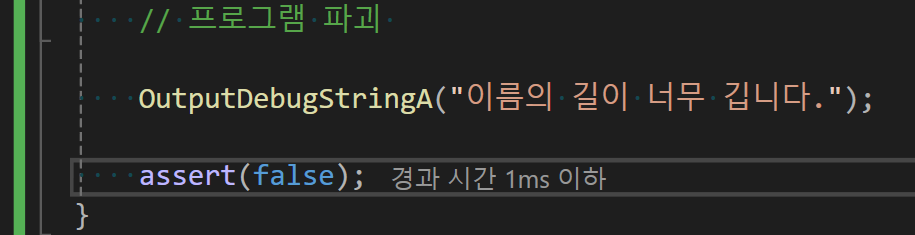 // 프로그램 파괴
OutputDebugStringA("이름의 길이 너무 깁니다.");
assert(false); 경과 시간 1ms 이하
}